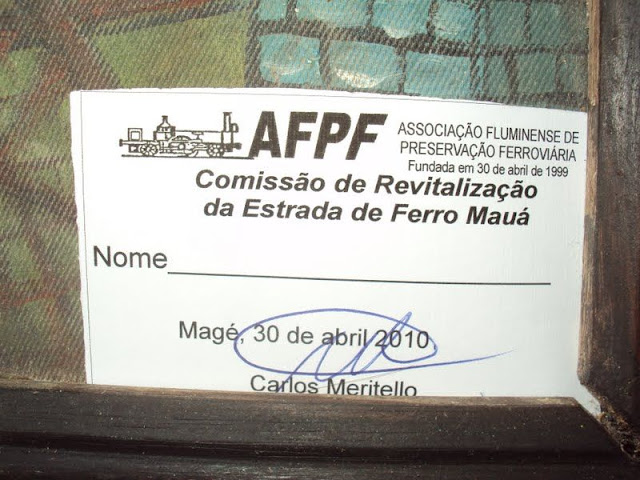 AFPF
ASSOCIAÇÃO FLUMINENSE DE
PRESERVAÇÃO FERROVIÁRIA
Fundada em 30 de abril de 1999
Comissão de Revitalização
da Estrada de Ferro Mauá
Nome
Magé, 30 de abril 2010
Carlos Meritello